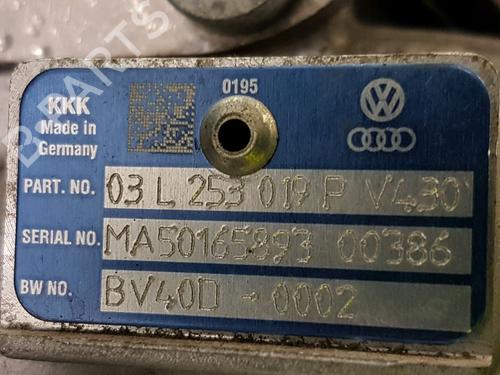 KKK
Made in
Germany
0195
PART. NO. 03 L 253 019 P V430
SERIAL NO. MA50165893 00386
BW NO. BV40D - 0002
B-PARTS